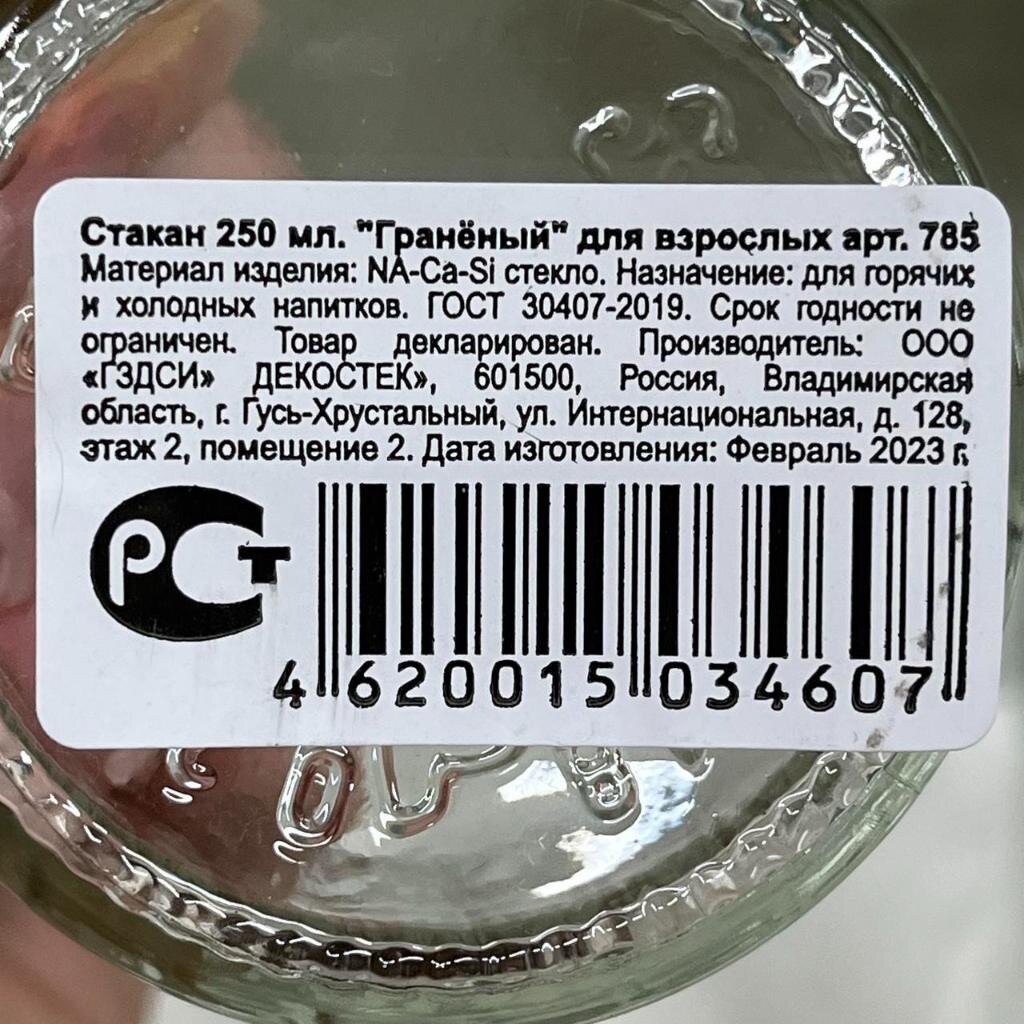 Стакан 250 мл. "Гранёный" для взрослых арт. 785
Материал изделия: NA-Ca-Si стекло. Назначение: для горячих
и холодных напитков. ГОСТ 30407-2019. Срок годности не
ограничен. Товар декларирован. Производитель: ООО
«ГЗДСИ» ДЕКОСТЕК», 601500, Россия, Владимирская
область, г. Гусь-Хрустальный, ул. Интернациональная, д. 128,
этаж 2, помещение 2. Дата изготовления: Февраль 2023 г.
РСТ
4 620015 034607